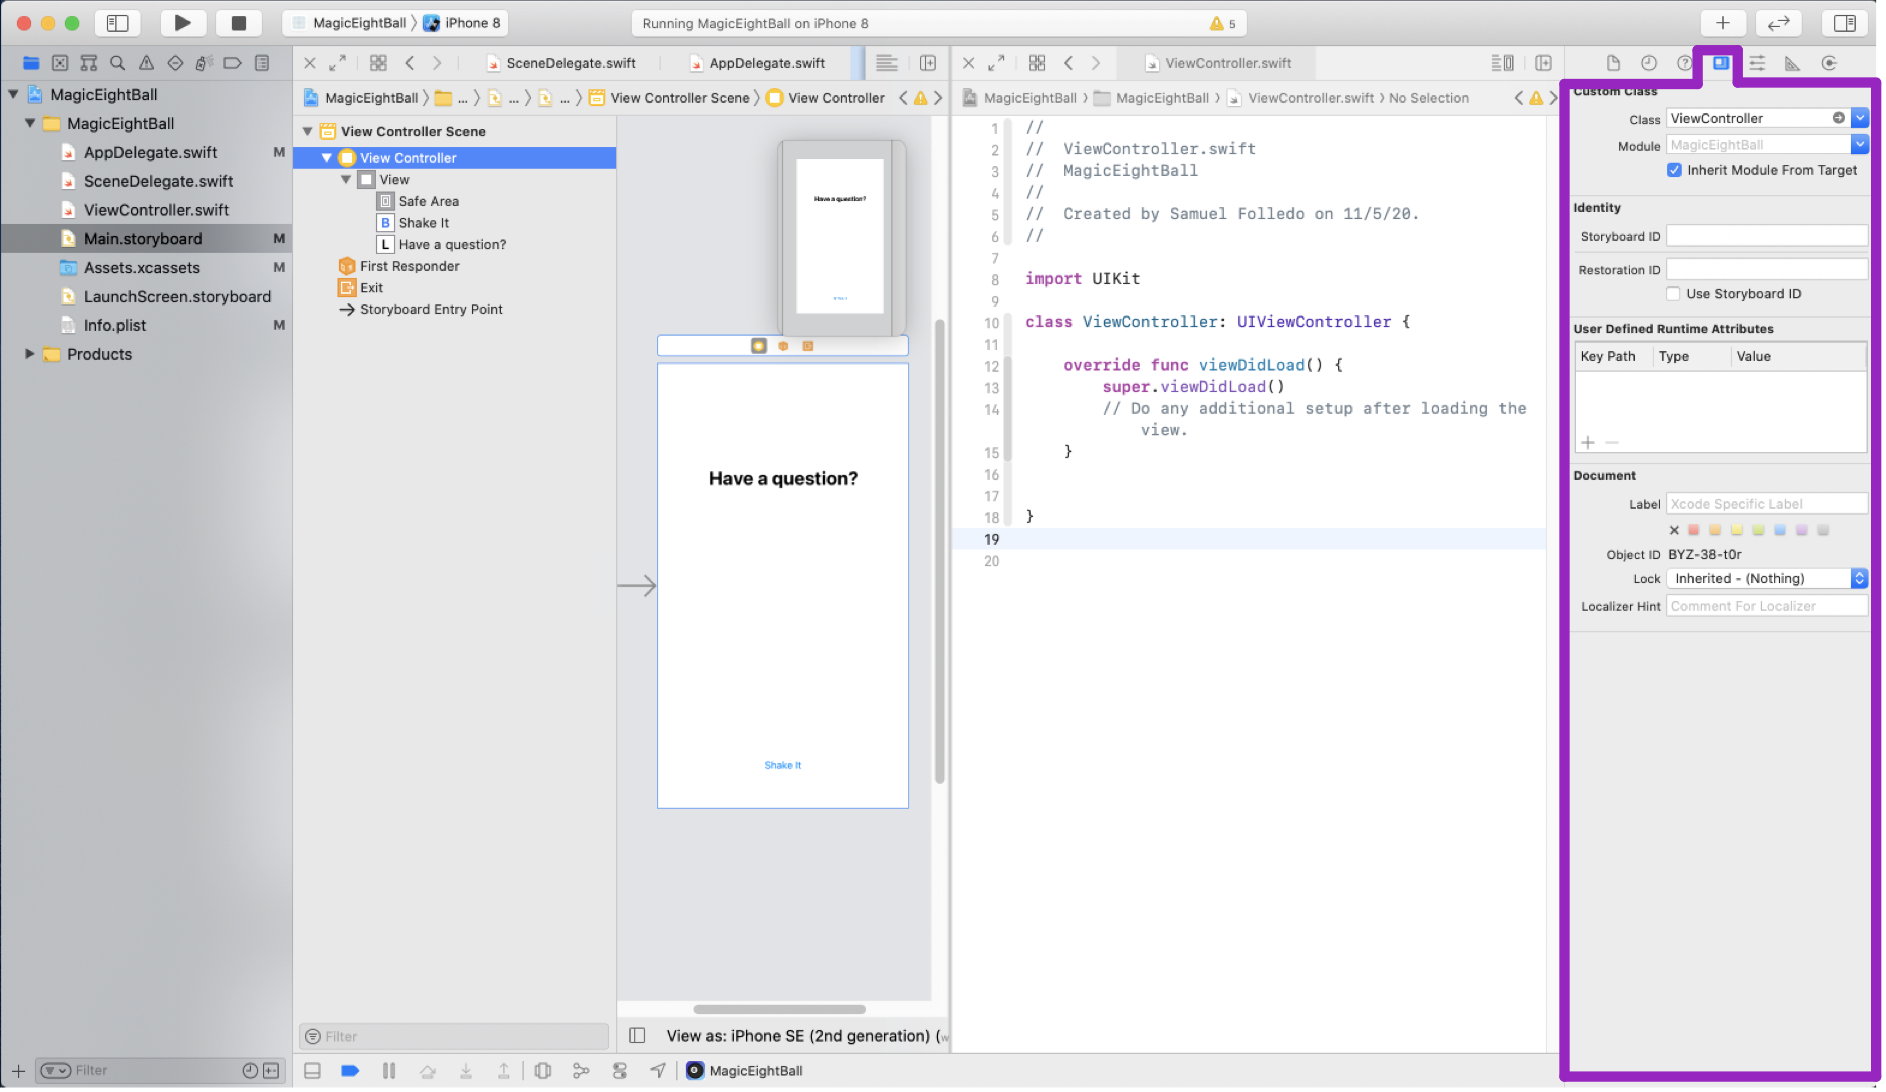 MagicEightBall
iPhone 8
Running MagicEightBall on iPhone 8
5
SceneDelegate.swift
AppDelegate.swift
ViewController.swift
MagicEightBall
...
...
...
View Controller Scene
View Controller
MagicEightBall
MagicEightBall
ViewController.swift
No Selection
MagicEightBall
MagicEightBall
AppDelegate.swift M
SceneDelegate.swift
ViewController.swift
Main.storyboard M
Assets.xcassets M
LaunchScreen.storyboard
Info.plist M
Products
Filter
View Controller Scene
View Controller
View
Safe Area
B Shake It
L Have a question?
First Responder
Exit
Storyboard Entry Point
Filter
Have a question?
Have a question?
Shake It
View as: iPhone SE (2nd generation) (w
MagicEightBall
1 //
2 // ViewController.swift
3 // MagicEightBall
4 //
5 // Created by Samuel Folledo on 11/5/20.
6 //
7
8 import UIKit
9
10 class ViewController: UIViewController {
11
12 override func viewDidLoad() {
13 super.viewDidLoad()
14 // Do any additional setup after loading the
view.
15 }
16
17
18 }
19
20
Custom Class
Class ViewController
Module MagicEightBall
Inherit Module From Target
Identity
Storyboard ID
Restoration ID
Use Storyboard ID
User Defined Runtime Attributes
Key Path Type Value
Document
Label Xcode Specific Label
Object ID BYZ-38-t0r
Lock Inherited - (Nothing)
Localizer Hint Comment For Localizer